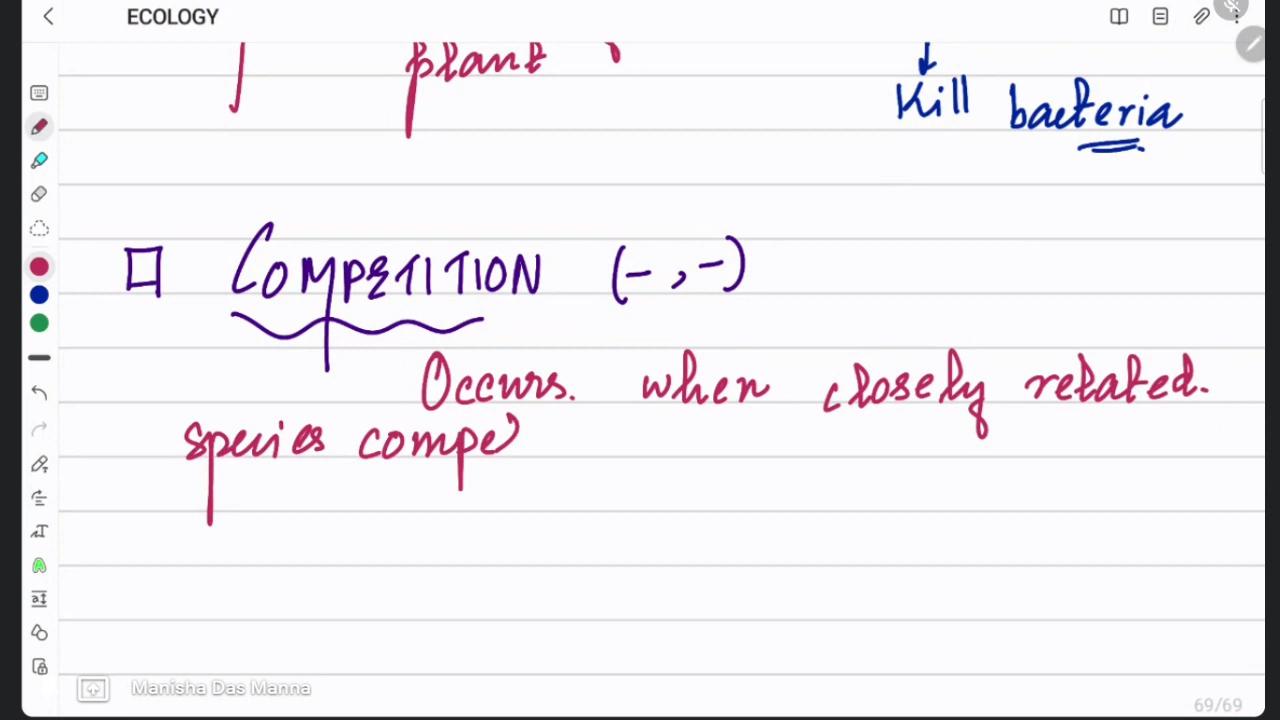 ECOLOGY
plant
Kill bacteria
COMPETITION (-,-)
Occurs. when closely related.
species compe
Manisha Das Manna
69/69